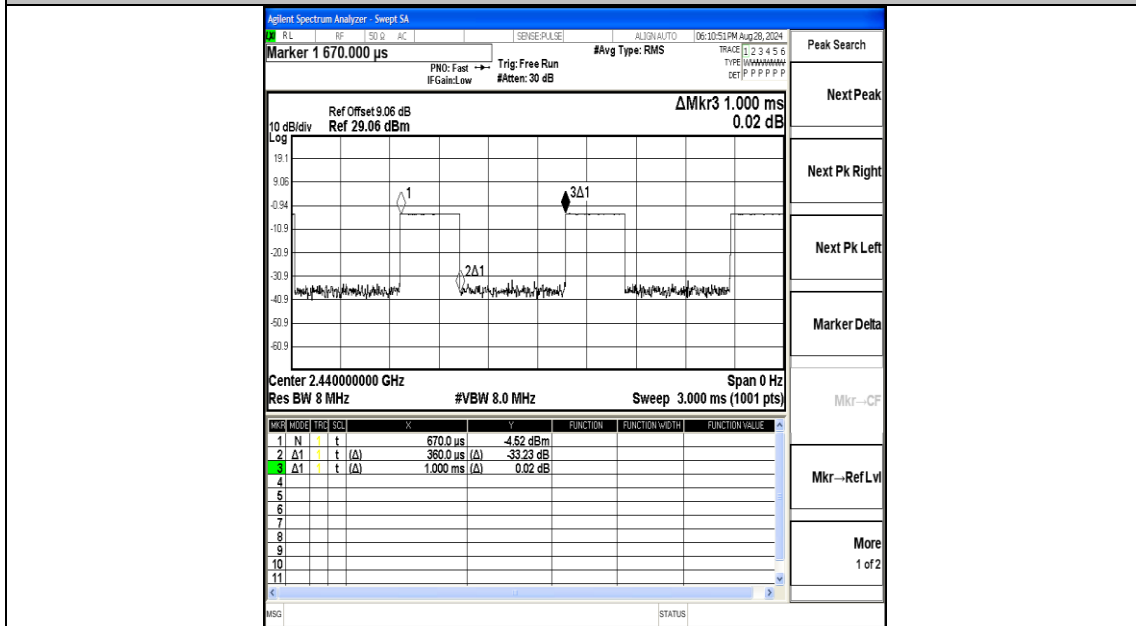 Agilent Spectrum Analyzer - Swept SA
RL RF 50 Ω AC SENSE:PULSE ALIGNAUTO 06:10:51PM Aug 28, 2024
Marker 1 670.000 µs
PNO: Fast
IFGain:Low
Trig: Free Run
#Atten: 30 dB
#Avg Type: RMS
TRACE 1 2 3 4 5 6
TYPE
DET P P P P P P
Peak Search
Ref Offset 9.06 dB
Ref 29.06 dBm
10 dB/div
Log
ΔMkr3 1.000 ms
0.02 dB
19.1
9.06
-0.94
-10.9
-20.9
-30.9
-40.9
-50.9
-60.9
1
2Δ1
3Δ1
Center 2.440000000 GHz
Span 0 Hz
Res BW 8 MHz
#VBW 8.0 MHz
Sweep 3.000 ms (1001 pts)
MKR MODE TRC SCL X Y FUNCTION FUNCTION WIDTH FUNCTION VALUE
1 N 1 t 670.0 us -4.52 dBm
2 Δ1 1 t (Δ) 360.0 us (Δ) -33.23 dB
3 Δ1 1 t (Δ) 1.000 ms (Δ) 0.02 dB
4
5
6
7
8
9
10
11
MSG
STATUS
Next Peak
Next Pk Right
Next Pk Left
Marker Delta
Mkr→CF
Mkr→Ref Lvl
More
1 of 2